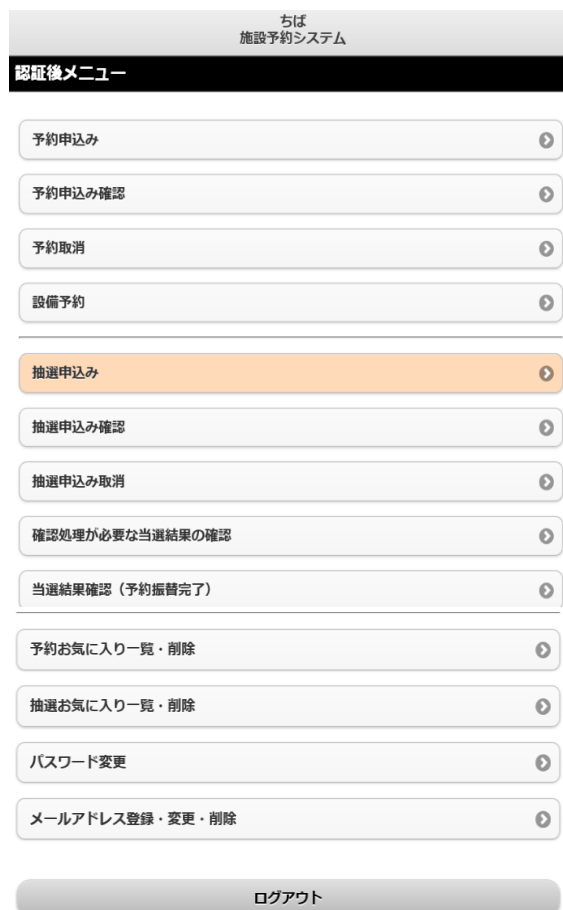 ちば
施設予約システム
認証後メニュー
予約申込み
予約申込み確認
予約取消
設備予約
抽選申込み
抽選申込み確認
抽選申込み取消
確認処理が必要な当選結果の確認
当選結果確認（予約振替完了）
予約お気に入り一覧・削除
抽選お気に入り一覧・削除
パスワード変更
メールアドレス登録・変更・削除
ログアウト